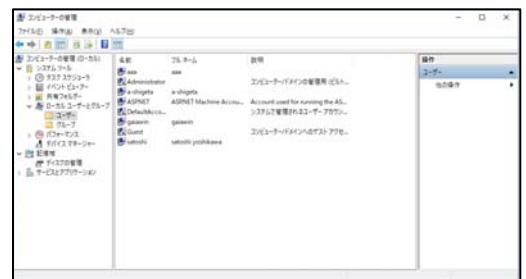 コンピューターの管理
ファイル(F) 操作(A) 表示(V) ヘルプ(H)
コンピューターの管理 (ローカル)
システム ツール
タスク スケジューラ
イベント ビューアー
共有フォルダー
ローカル ユーザーとグループ
ユーザー
グループ
パフォーマンス
デバイス マネージャー
記憶域
ディスクの管理
サービスとアプリケーション
名前 フル ネーム 説明
aaa aaa
Administrator コンピューター/ドメインの管理用 (ビルト...
a-shigeta a-shigeta
ASPNET ASPNET Machine Accou... Account used for running the AS...
DefaultAcco... システムで管理されるユーザー アカウン...
gaiawin gaiawin
Guest コンピューター/ドメインへのゲスト アクセ...
satoshi satoshi yoshikawa
操作
ユーザー
他の操作